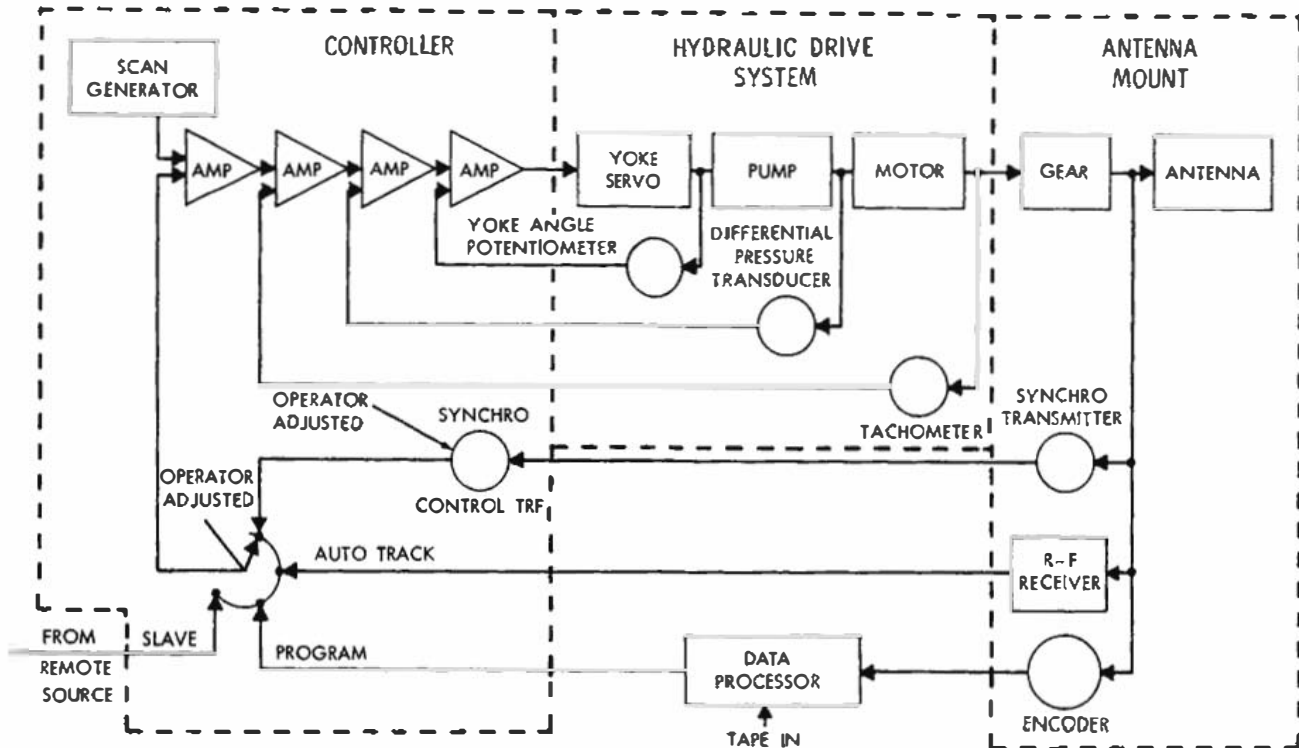 CONTROLLER
HYDRAULIC DRIVE
SYSTEM
ANTENNA
MOUNT
SCAN
GENERATOR
AMP
AMP
AMP
AMP
YOKE
SERVO
PUMP
MOTOR
GEAR
ANTENNA
YOKE ANGLE
POTENTIOMETER
DIFFERENTIAL
PRESSURE
TRANSDUCER
OPERATOR
ADJUSTED
SYNCHRO
TACHOMETER
SYNCHRO
TRANSMITTER
CONTROL TRF
OPERATOR
ADJUSTED
AUTO TRACK
R-F
RECEIVER
FROM
REMOTE
SOURCE
SLAVE
PROGRAM
DATA
PROCESSOR
ENCODER
TAPE IN